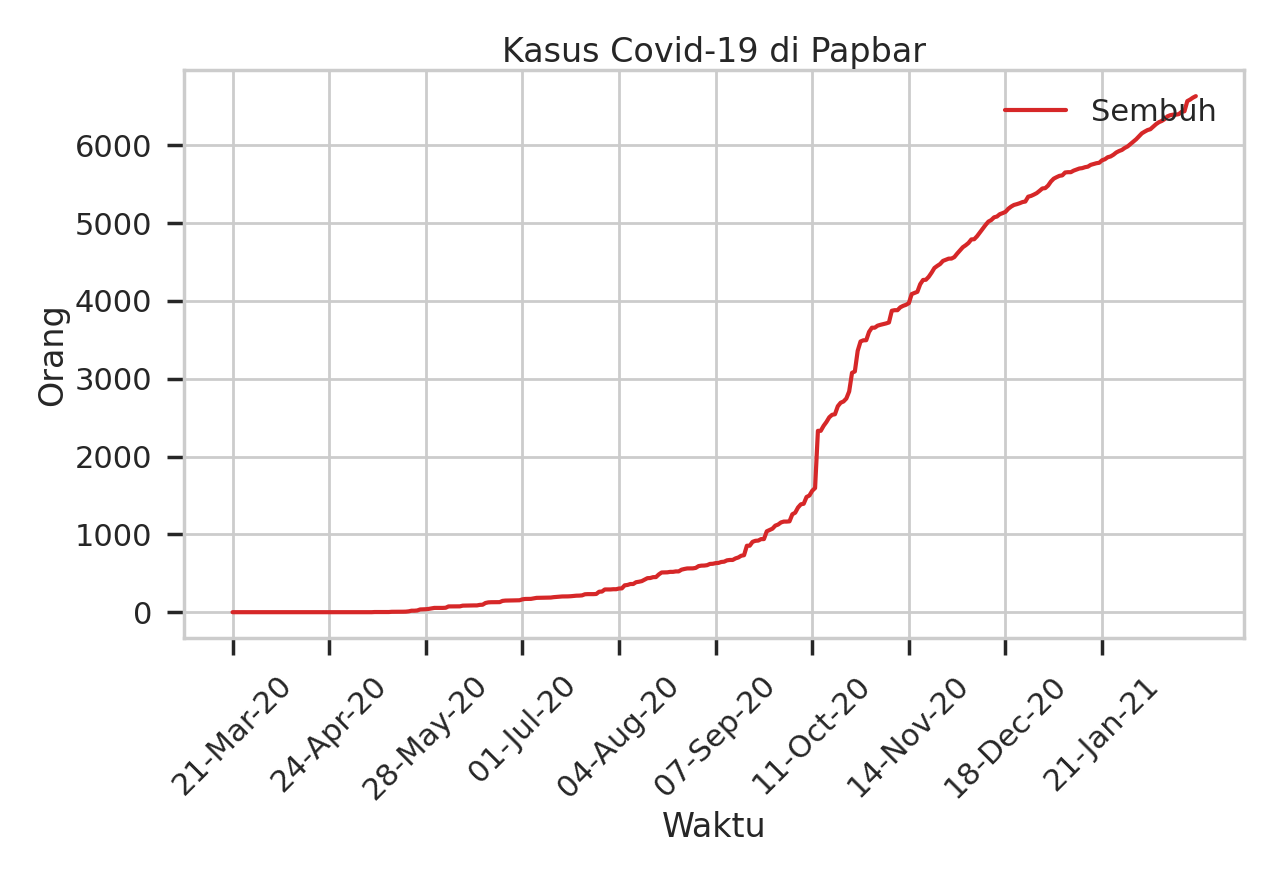 Kasus Covid-19 di Papbar
Sembuh
6000
5000
4000
3000
2000
1000
0
Orang
21-Mar-20
24-Apr-20
28-May-20
01-Jul-20
04-Aug-20
07-Sep-20
11-Oct-20
14-Nov-20
18-Dec-20
21-Jan-21
Waktu